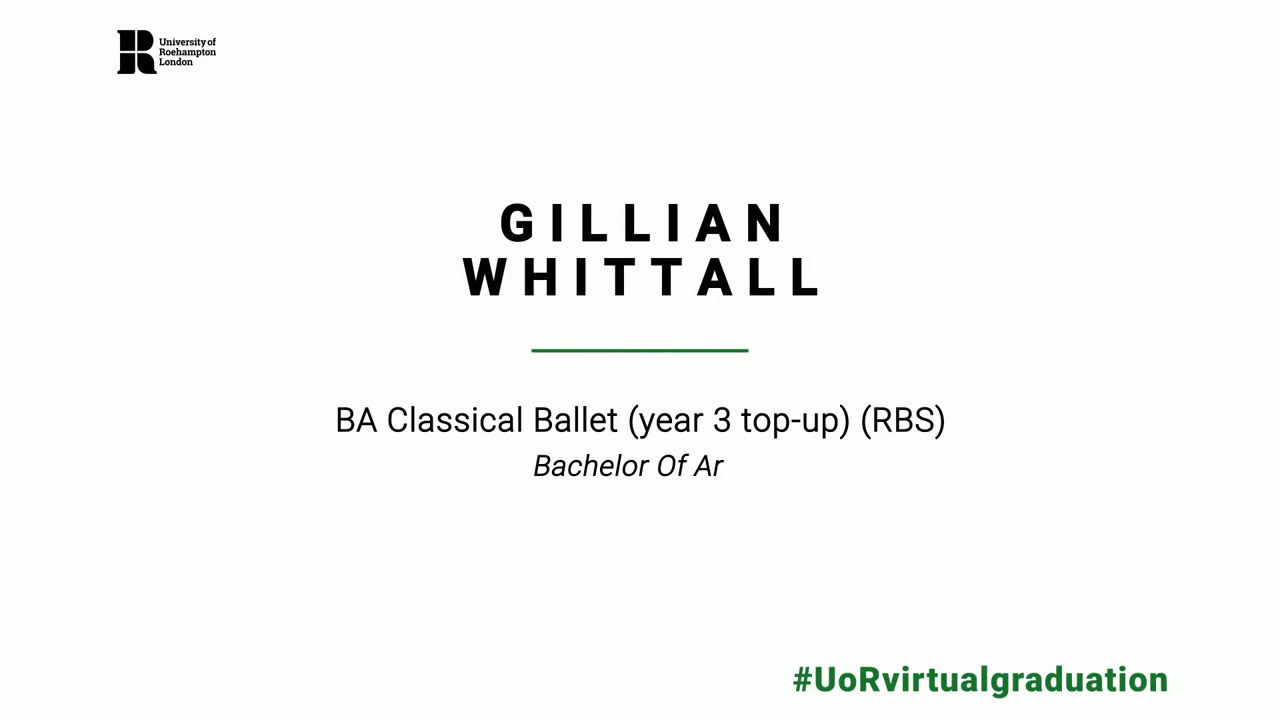 University of
Roehampton
London
GILLIAN
WHITTALL
BA Classical Ballet (year 3 top-up) (RBS)
Bachelor Of Ar
#UoRvirtualgraduation